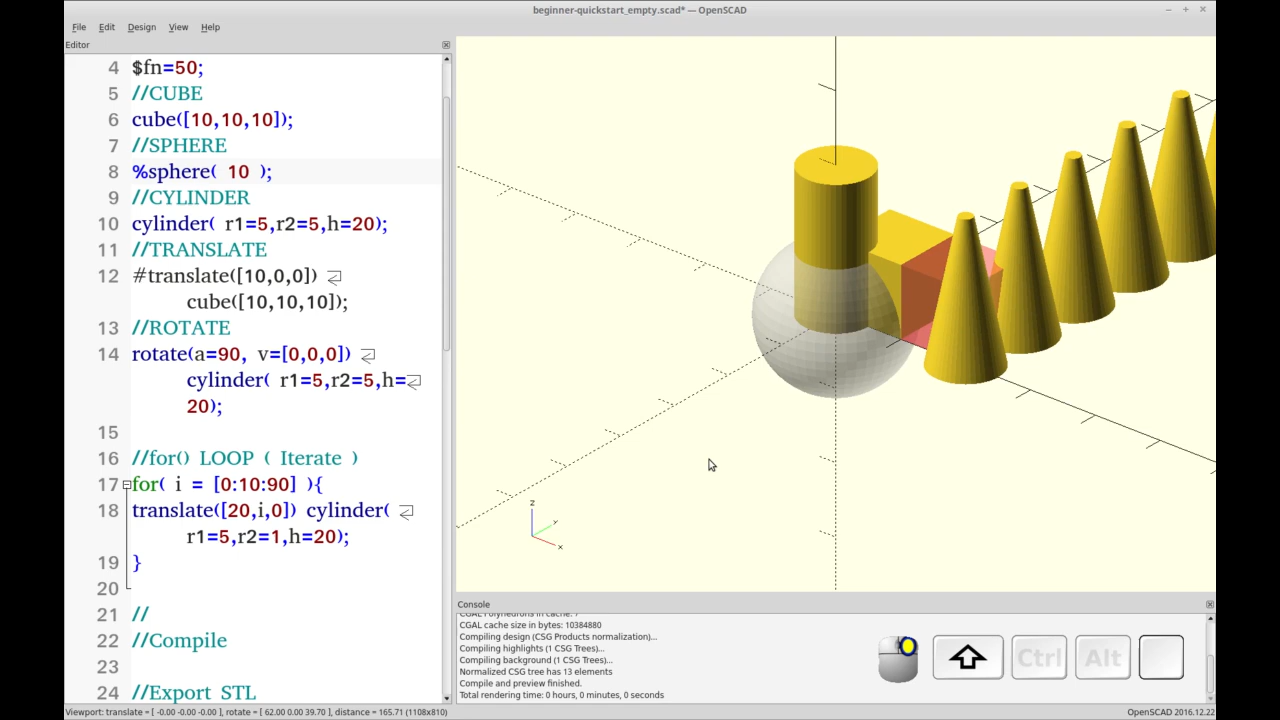 beginner-quickstart_empty.scad* — OpenSCAD
File Edit Design View Help
Editor
4 $fn=50;
5 //CUBE
6 cube([10,10,10]);
7 //SPHERE
8 %sphere( 10 );
9 //CYLINDER
10 cylinder( r1=5,r2=5,h=20);
11 //TRANSLATE
12 #translate([10,0,0])
cube([10,10,10]);
13 //ROTATE
14 rotate(a=90, v=[0,0,0])
cylinder( r1=5,r2=5,h=
20);
15
16 //for() LOOP ( Iterate )
17 for( i = [0:10:90] ){
18 translate([20,i,0]) cylinder(
r1=5,r2=1,h=20);
19 }
20
21 //
22 //Compile
23
24 //Export STL
z
y
x
Console
CGAL Polyhedrons in cache: 7
CGAL cache size in bytes: 10384880
Compiling design (CSG Products normalization)...
Compiling highlights (1 CSG Trees)...
Compiling background (1 CSG Trees)...
Normalized CSG tree has 13 elements
Compile and preview finished.
Total rendering time: 0 hours, 0 minutes, 0 seconds
Ctrl
Alt
Viewport: translate = [ -0.00 -0.00 -0.00 ], rotate = [ 62.00 0.00 39.70 ], distance = 165.71 (1108x810)
OpenSCAD 2016.12.22